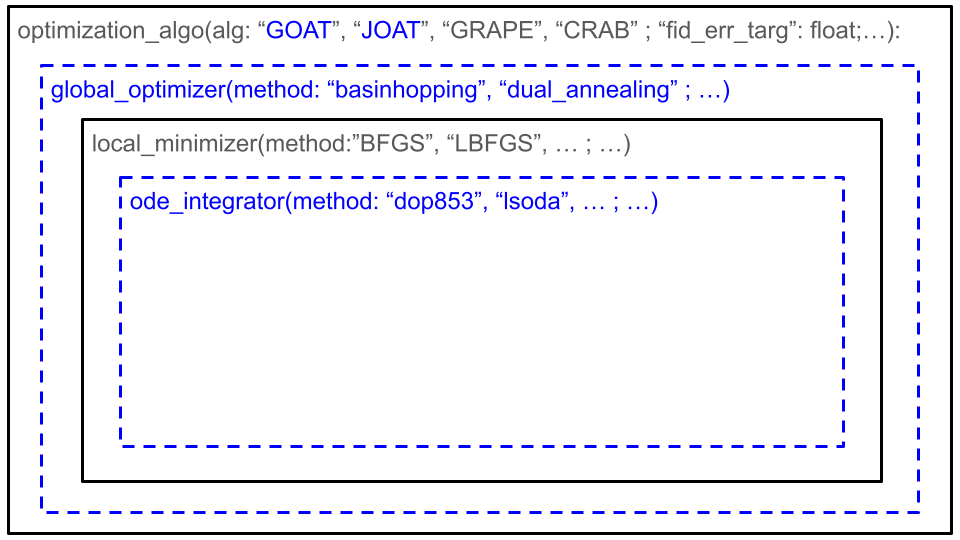 optimization_algo(alg: “GOAT”, “JOAT”, “GRAPE”, “CRAB” ; “fid_err_targ”: float;…):
global_optimizer(method: “basinhopping”, “dual_annealing” ; …)
local_minimizer(method:”BFGS”, “LBFGS”, … ; …)
ode_integrator(method: “dop853”, “lsoda”, … ; …)